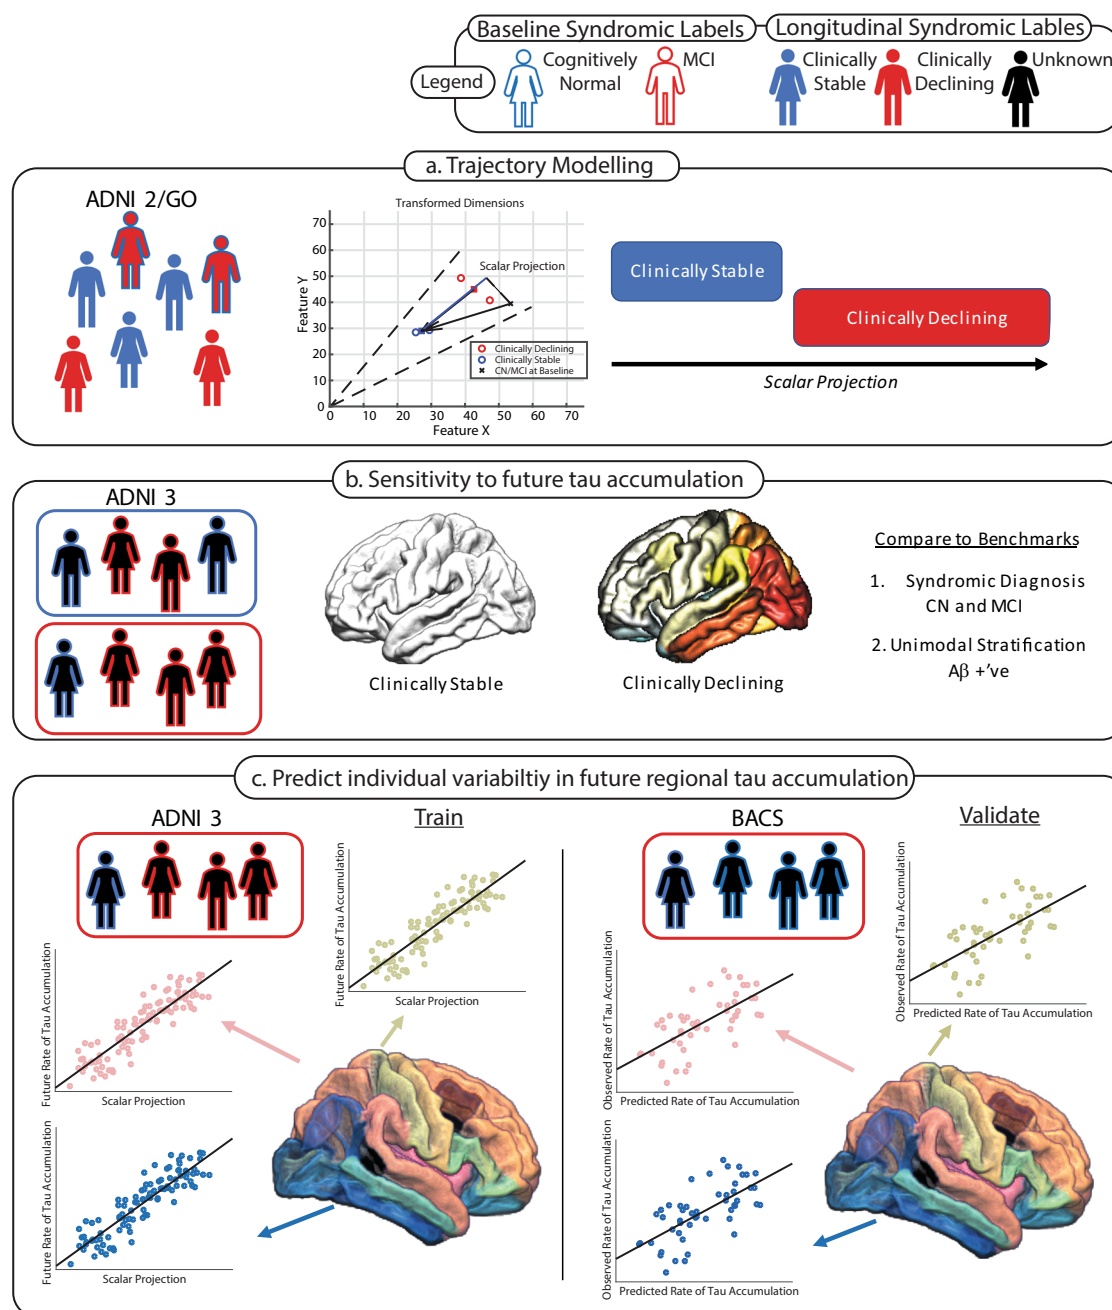 Baseline Syndromic Labels
Longitudinal Syndromic Lables
Legend
Cognitively
Normal
MCI
Clinically
Stable
Clinically
Declining
Unknown
a. Trajectory Modelling
ADNI 2/GO
Transformed Dimensions
70
60
50
40
30
20
10
0
Feature Y
Scalar Projection
Clinically Declining
Clinically Stable
CN/MCI at Baseline
0 10 20 30 40 50 60 70
Feature X
Clinically Stable
Clinically Declining
Scalar Projection
b. Sensitivity to future tau accumulation
ADNI 3
Clinically Stable
Clinically Declining
Compare to Benchmarks
1. Syndromic Diagnosis
CN and MCI
2. Unimodal Stratification
Aβ +'ve
c. Predict individual variabiltiy in future regional tau accumulation
ADNI 3
Train
Future Rate of Tau Accumulation
Scalar Projection
Future Rate of Tau Accumulation
Scalar Projection
Future Rate of Tau Accumulation
Scalar Projection
BACS
Validate
Observed Rate of Tau Accumulation
Predicted Rate of Tau Accumulation
Observed Rate of Tau Accumulation
Predicted Rate of Tau Accumulation
Observed Rate of Tau Accumulation
Predicted Rate of Tau Accumulation